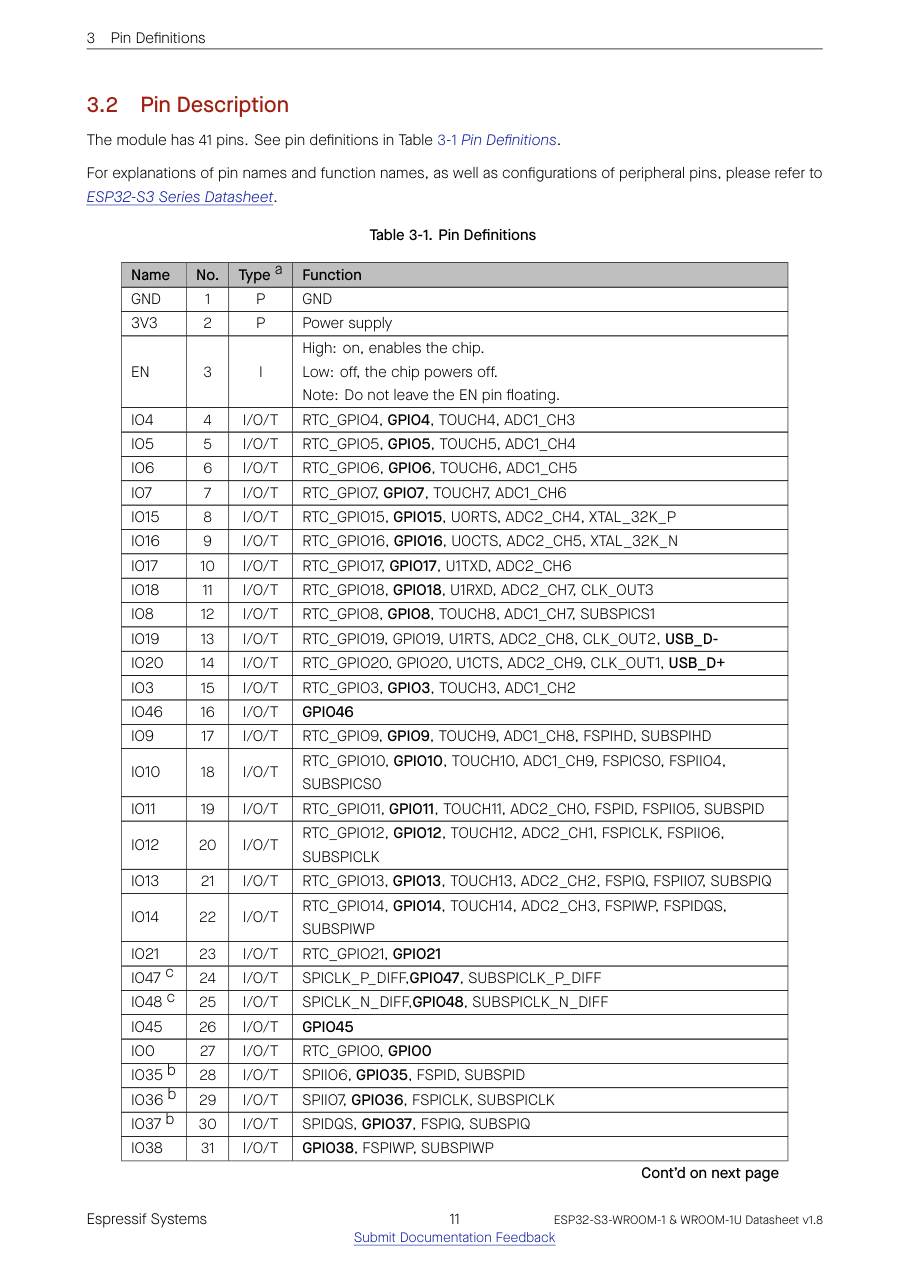 3 Pin Definitions
3.2 Pin Description
The module has 41 pins. See pin definitions in Table 3-1 Pin Definitions.
For explanations of pin names and function names, as well as configurations of peripheral pins, please refer to
ESP32-S3 Series Datasheet.
Table 3-1. Pin Definitions
Name No. Type a Function
GND 1 P GND
3V3 2 P Power supply
High: on, enables the chip.
EN 3 I Low: off, the chip powers off.
Note: Do not leave the EN pin floating.
IO4 4 I/O/T RTC_GPIO4, GPIO4, TOUCH4, ADC1_CH3
IO5 5 I/O/T RTC_GPIO5, GPIO5, TOUCH5, ADC1_CH4
IO6 6 I/O/T RTC_GPIO6, GPIO6, TOUCH6, ADC1_CH5
IO7 7 I/O/T RTC_GPIO7, GPIO7, TOUCH7, ADC1_CH6
IO15 8 I/O/T RTC_GPIO15, GPIO15, U0RTS, ADC2_CH4, XTAL_32K_P
IO16 9 I/O/T RTC_GPIO16, GPIO16, U0CTS, ADC2_CH5, XTAL_32K_N
IO17 10 I/O/T RTC_GPIO17, GPIO17, U1TXD, ADC2_CH6
IO18 11 I/O/T RTC_GPIO18, GPIO18, U1RXD, ADC2_CH7, CLK_OUT3
IO8 12 I/O/T RTC_GPIO8, GPIO8, TOUCH8, ADC1_CH7, SUBSPICS1
IO19 13 I/O/T RTC_GPIO19, GPIO19, U1RTS, ADC2_CH8, CLK_OUT2, USB_D-
IO20 14 I/O/T RTC_GPIO20, GPIO20, U1CTS, ADC2_CH9, CLK_OUT1, USB_D+
IO3 15 I/O/T RTC_GPIO3, GPIO3, TOUCH3, ADC1_CH2
IO46 16 I/O/T GPIO46
IO9 17 I/O/T RTC_GPIO9, GPIO9, TOUCH9, ADC1_CH8, FSPIHD, SUBSPIHD
IO10 18 I/O/T RTC_GPIO10, GPIO10, TOUCH10, ADC1_CH9, FSPICS0, FSPIIO4,
SUBSPICS0
IO11 19 I/O/T RTC_GPIO11, GPIO11, TOUCH11, ADC2_CH0, FSPID, FSPIIO5, SUBSPID
IO12 20 I/O/T RTC_GPIO12, GPIO12, TOUCH12, ADC2_CH1, FSPICLK, FSPIIO6,
SUBSPICLK
IO13 21 I/O/T RTC_GPIO13, GPIO13, TOUCH13, ADC2_CH2, FSPIQ, FSPIIO7, SUBSPIQ
IO14 22 I/O/T RTC_GPIO14, GPIO14, TOUCH14, ADC2_CH3, FSPIWP, FSPIDQS,
SUBSPIWP
IO21 23 I/O/T RTC_GPIO21, GPIO21
IO47 c 24 I/O/T SPICLK_P_DIFF,GPIO47, SUBSPICLK_P_DIFF
IO48 c 25 I/O/T SPICLK_N_DIFF,GPIO48, SUBSPICLK_N_DIFF
IO45 26 I/O/T GPIO45
IO0 27 I/O/T RTC_GPIO0, GPIO0
IO35 b 28 I/O/T SPIIO6, GPIO35, FSPID, SUBSPID
IO36 b 29 I/O/T SPIIO7, GPIO36, FSPICLK, SUBSPICLK
IO37 b 30 I/O/T SPIDQS, GPIO37, FSPIQ, SUBSPIQ
IO38 31 I/O/T GPIO38, FSPIWP, SUBSPIWP
Cont'd on next page
Espressif Systems 11 ESP32-S3-WROOM-1 & WROOM-1U Datasheet v1.8
Submit Documentation Feedback